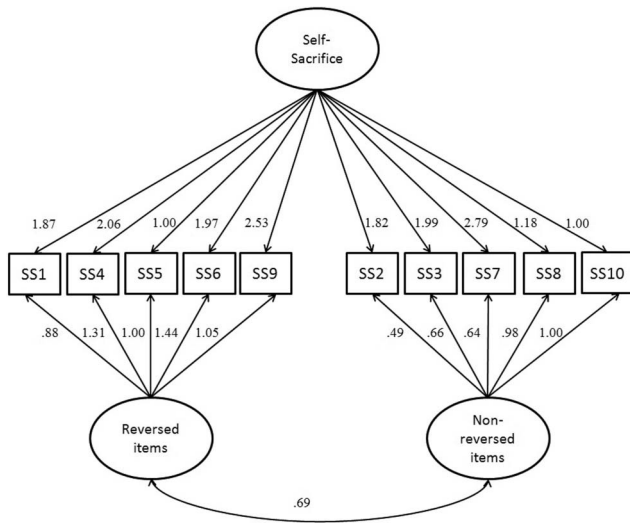 Self-
Sacrifice
1.87 2.06 1.00 1.97 2.53 1.82 1.99 2.79 1.18 1.00
SS1 SS4 SS5 SS6 SS9 SS2 SS3 SS7 SS8 SS10
.88 1.31 1.00 1.44 1.05 .49 .66 .64 .98 1.00
Reversed
items
Non-
reversed
items
.69